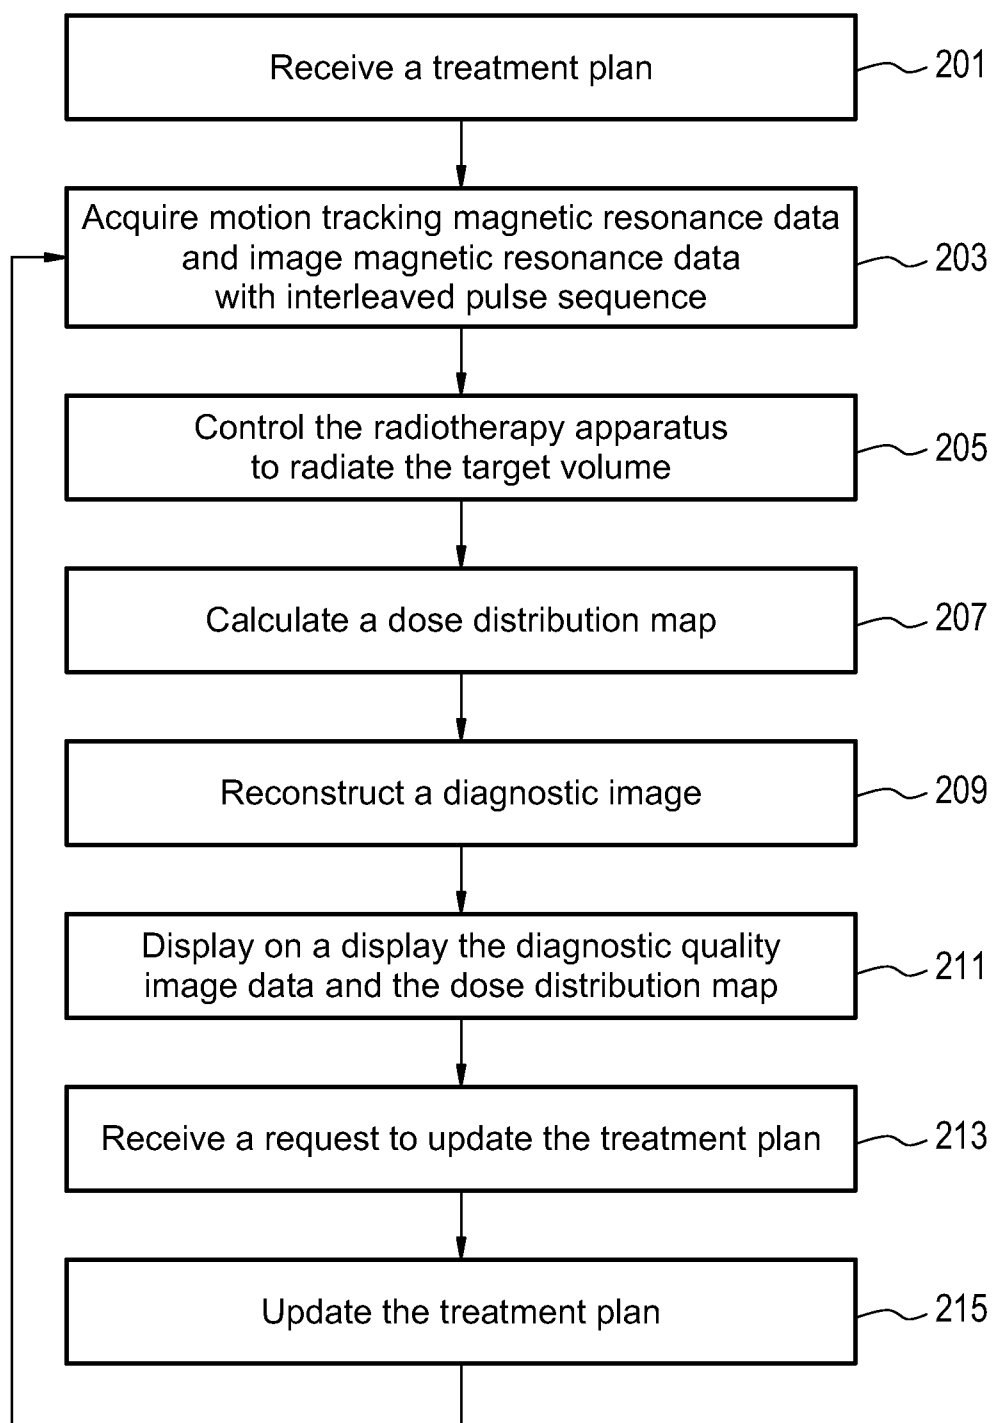 Receive a treatment plan
201
Acquire motion tracking magnetic resonance data
and image magnetic resonance data
with interleaved pulse sequence
203
Control the radiotherapy apparatus
to radiate the target volume
205
Calculate a dose distribution map
207
Reconstruct a diagnostic image
209
Display on a display the diagnostic quality
image data and the dose distribution map
211
Receive a request to update the treatment plan
213
Update the treatment plan
215